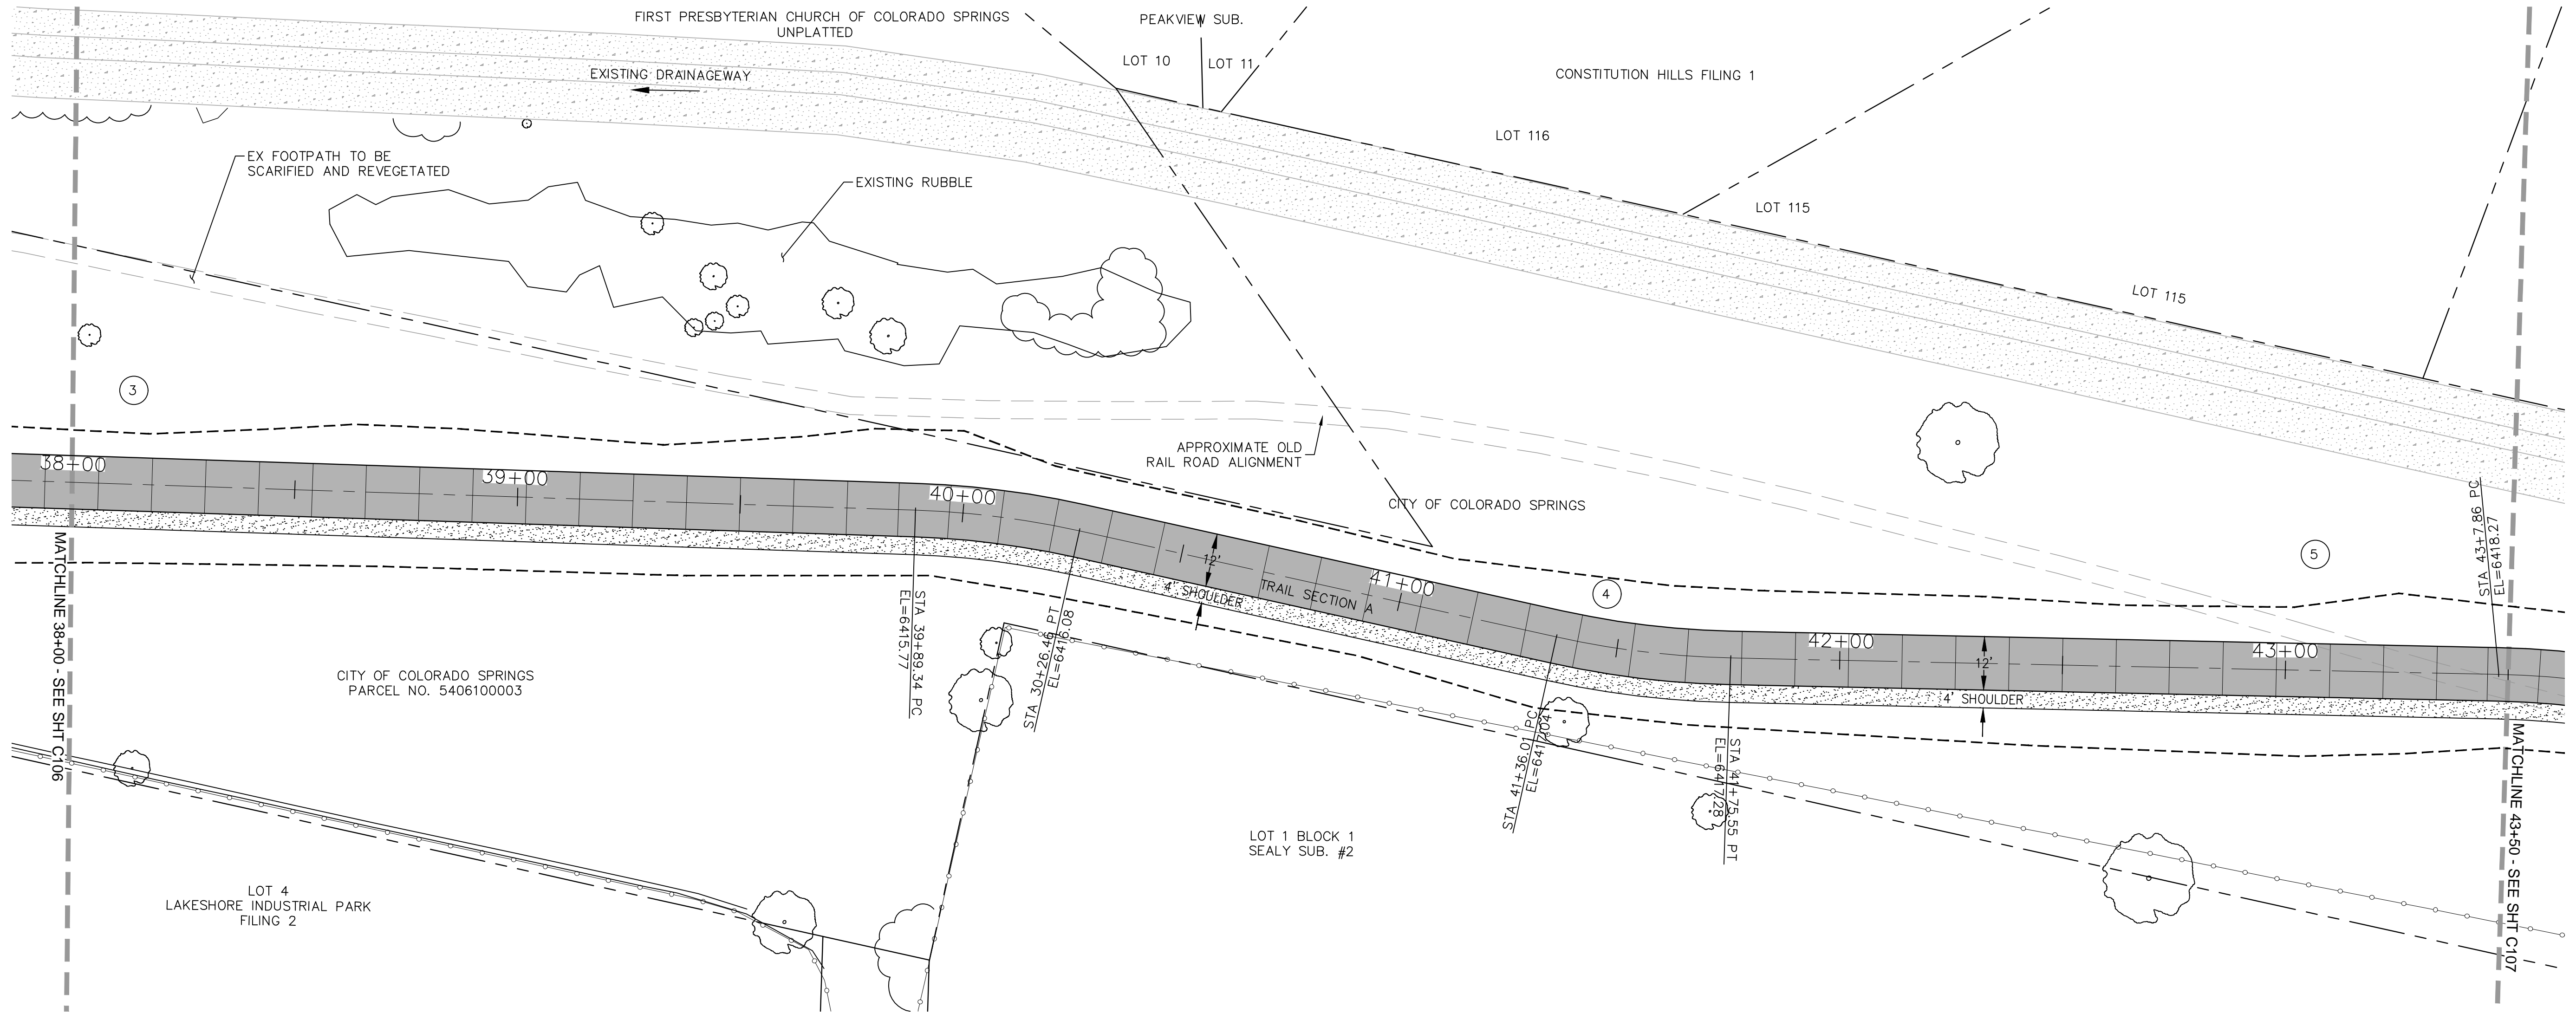 FIRST PRESBYTERIAN CHURCH OF COLORADO SPRINGS
UNPLATTED
PEAKVIEW SUB.
LOT 10
LOT 11
EXISTING DRAINAGEWAY
CONSTITUTION HILLS FILING 1
LOT 116
EX FOOTPATH TO BE
SCARIFIED AND REVEGETATED
EXISTING RUBBLE
LOT 115
LOT 115
3
APPROXIMATE OLD
RAIL ROAD ALIGNMENT
CITY OF COLORADO SPRINGS
38+00
39+00
40+00
41+00
42+00
43+00
12'
4' SHOULDER
TRAIL SECTION A
4
5
12'
4' SHOULDER
STA 39+89.34 PC
EL=6415.77
STA 30+26.46 PT
EL=6416.08
STA 41+36.01 PC
EL=6417.04
STA 41+75.55 PT
EL=6417.28
STA 43+7.86 PC
EL=6418.27
MATCHLINE 38+00 - SEE SHT C106
MATCHLINE 43+50 - SEE SHT C107
CITY OF COLORADO SPRINGS
PARCEL NO. 5406100003
LOT 1 BLOCK 1
SEALY SUB. #2
LOT 4
LAKESHORE INDUSTRIAL PARK
FILING 2